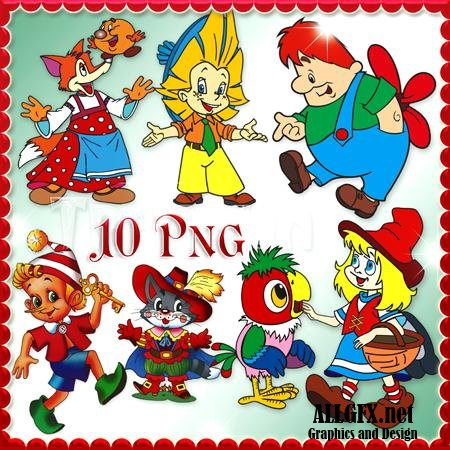 10 PNG
ALLGFX.net
Graphics and Design